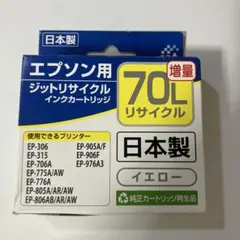 日本製
エプソン用
ジットリサイクル
インクカートリッジ
増量
70L
リサイクル
使用できるプリンター
EP-306
EP-315
EP-706A
EP-775A/AW
EP-776A
EP-805A/AR/AW
EP-806AB/AR/AW
EP-905A/F
EP-906F
EP-976A3
日本製
イエロー
純正カートリッジ再生品